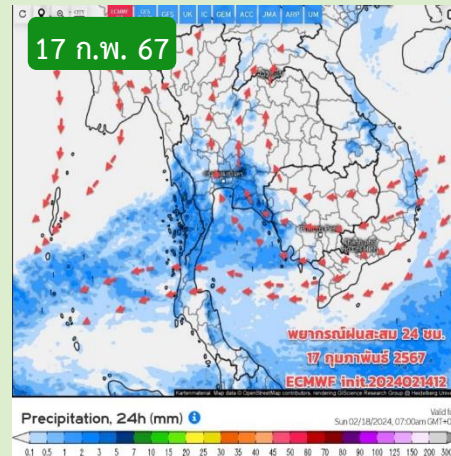 ECMWF GFS UK IC GEM ACC JMA ARP UM
17 ก.พ. 67
พยากรณ์ฝนสะสม 24 ชม.
17 กุมภาพันธ์ 2567
ECMWF init.2024021412
Precipitation, 24h (mm)
Valid fo
Sun 02/18/2024, 07:00am GMT+0
0.1 0.5 1 2 3 5 7 10 15 20 25 30 35 40 45 50 60 70 80 90 100 125 150 200 300